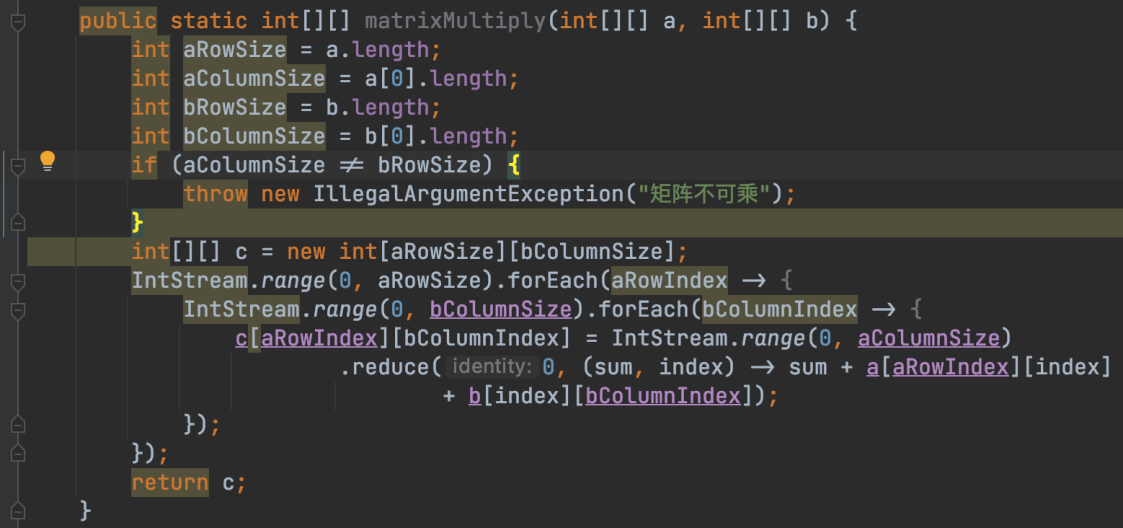 public static int[][] matrixMultiply(int[][] a, int[][] b) {
int aRowSize = a.length;
int aColumnSize = a[0].length;
int bRowSize = b.length;
int bColumnSize = b[0].length;
if (aColumnSize ≠ bRowSize) {
throw new IllegalArgumentException("矩阵不可乘");
}
int[][] c = new int[aRowSize][bColumnSize];
IntStream.range(0, aRowSize).forEach(aRowIndex → {
IntStream.range(0, bColumnSize).forEach(bColumnIndex → {
c[aRowIndex][bColumnIndex] = IntStream.range(0, aColumnSize)
.reduce( identity: 0, (sum, index) → sum + a[aRowIndex][index]
+ b[index][bColumnIndex]);
});
});
return c;
}